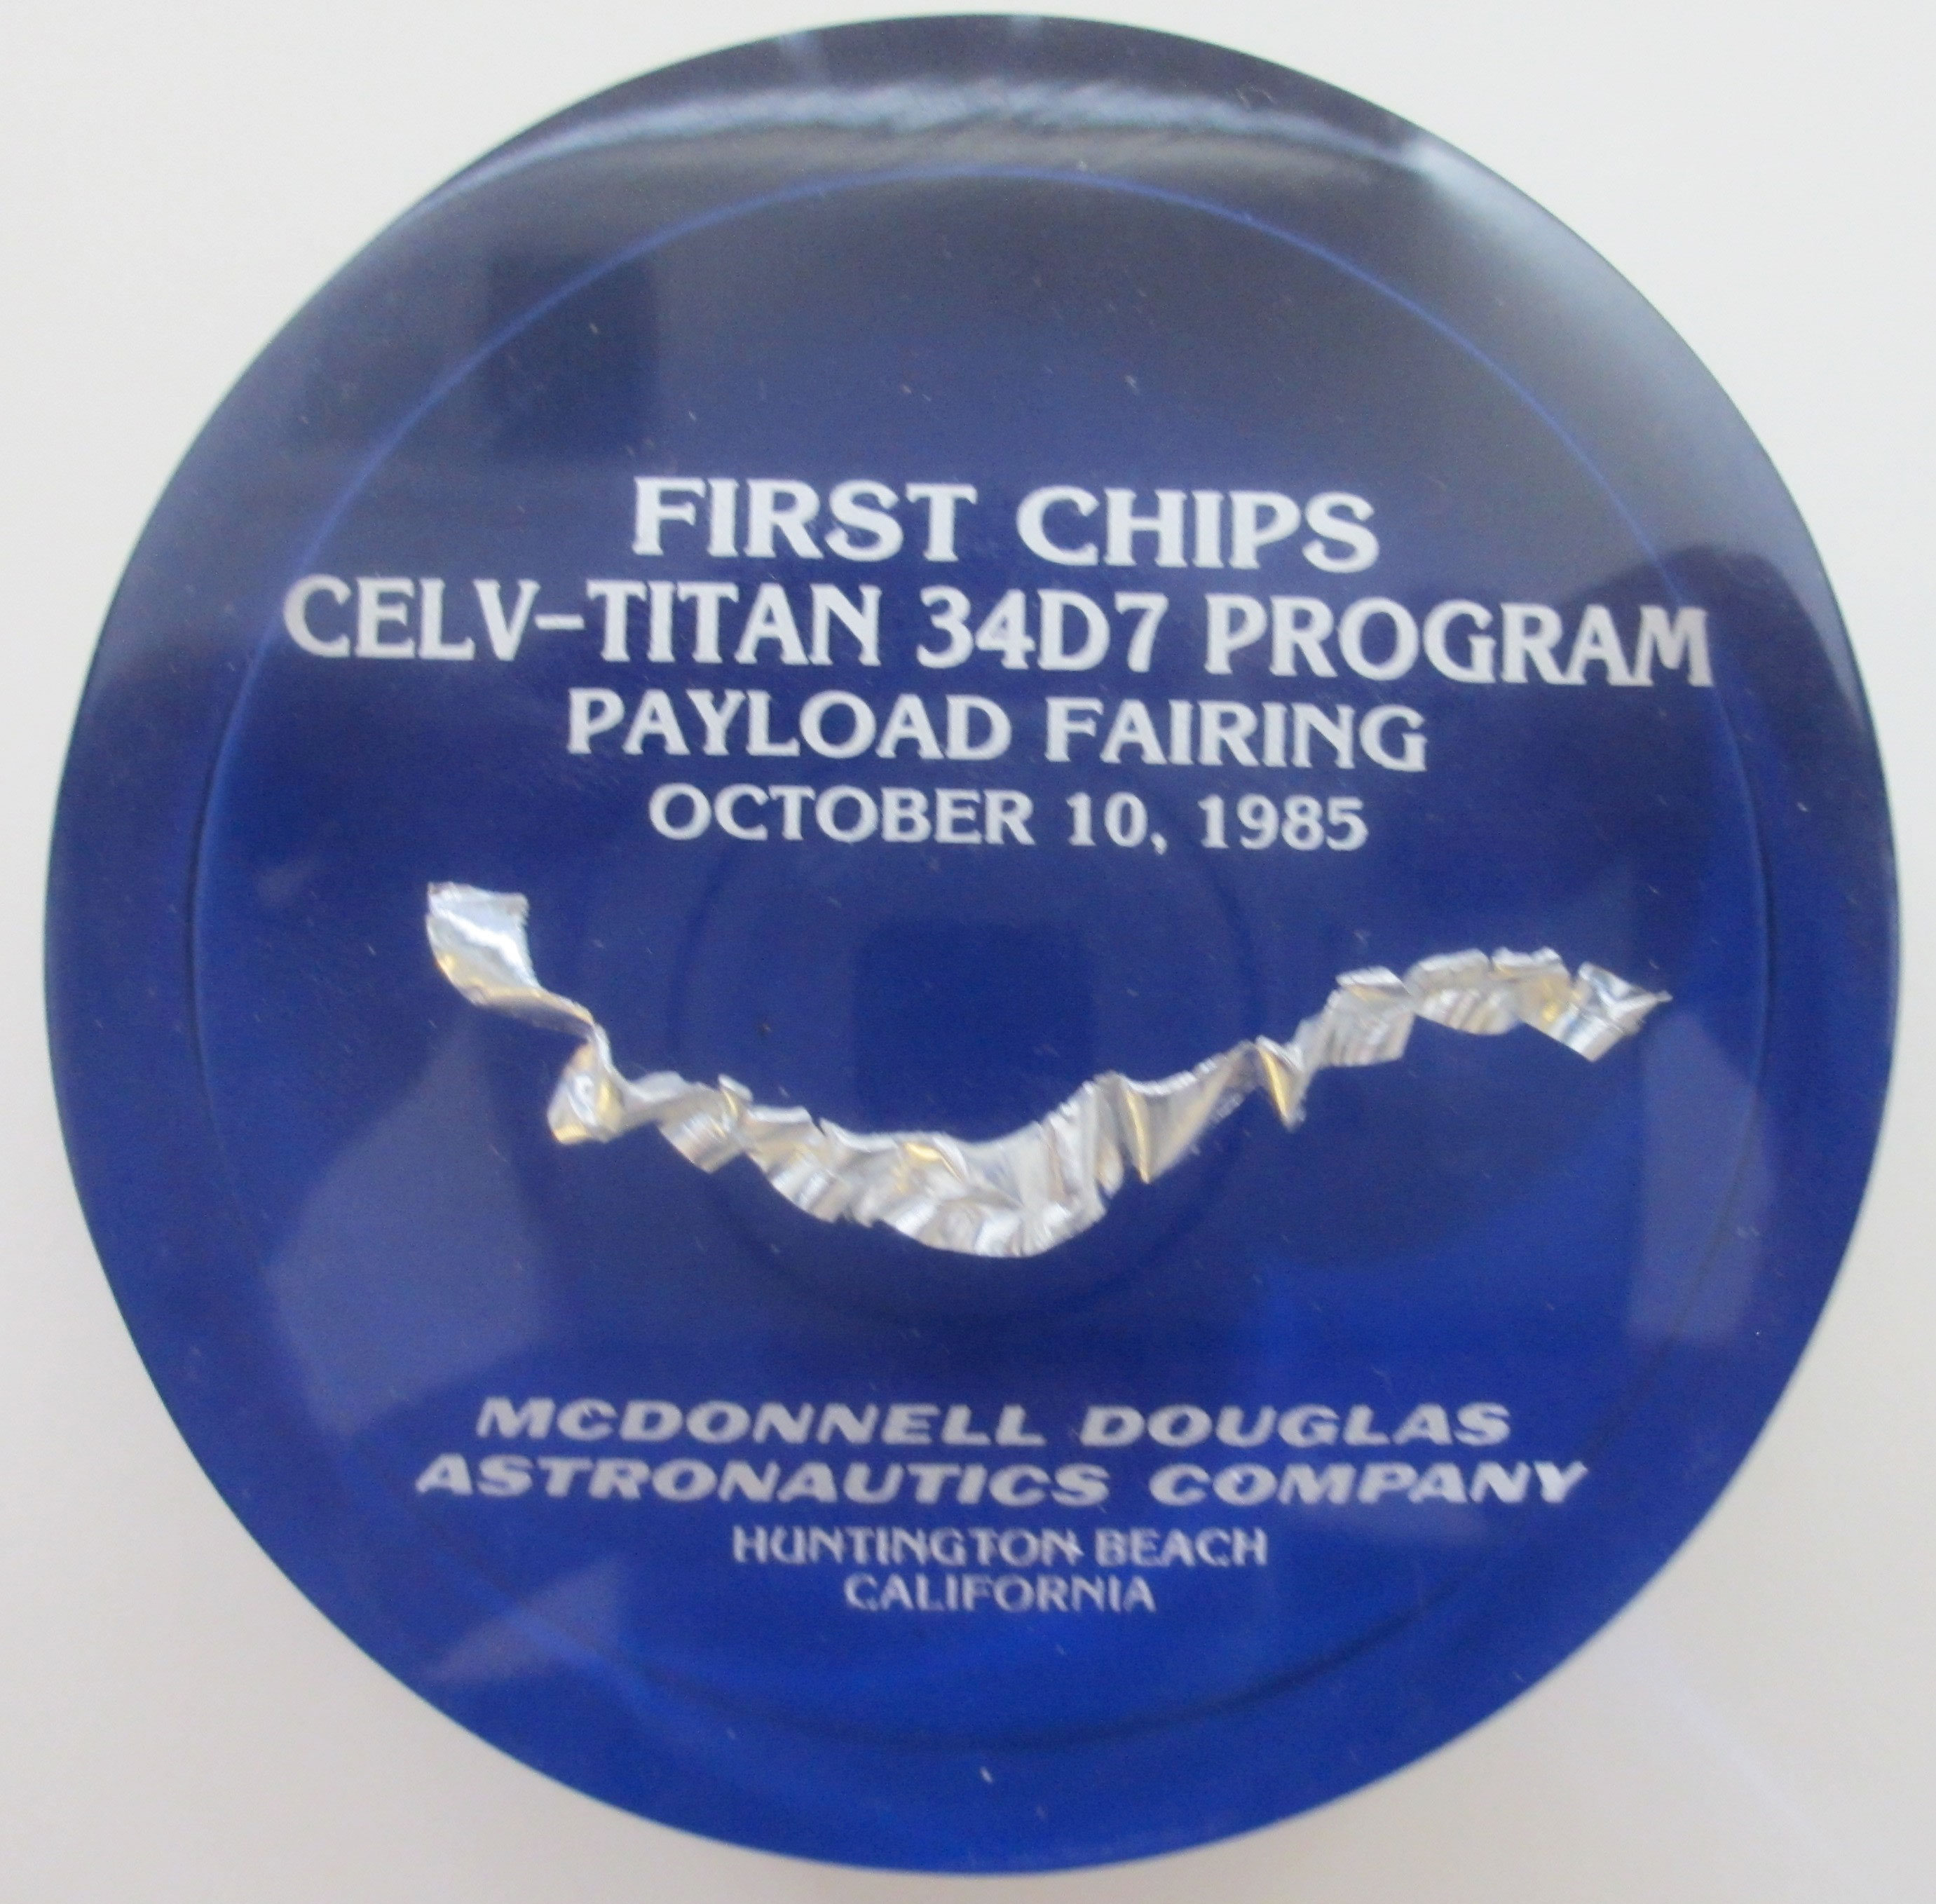 FIRST CHIPS
CELV-TITAN 34D7 PROGRAM
PAYLOAD FAIRING
OCTOBER 10, 1985
MCDONNELL DOUGLAS
ASTRONAUTICS COMPANY
HUNTINGTON BEACH
CALIFORNIA